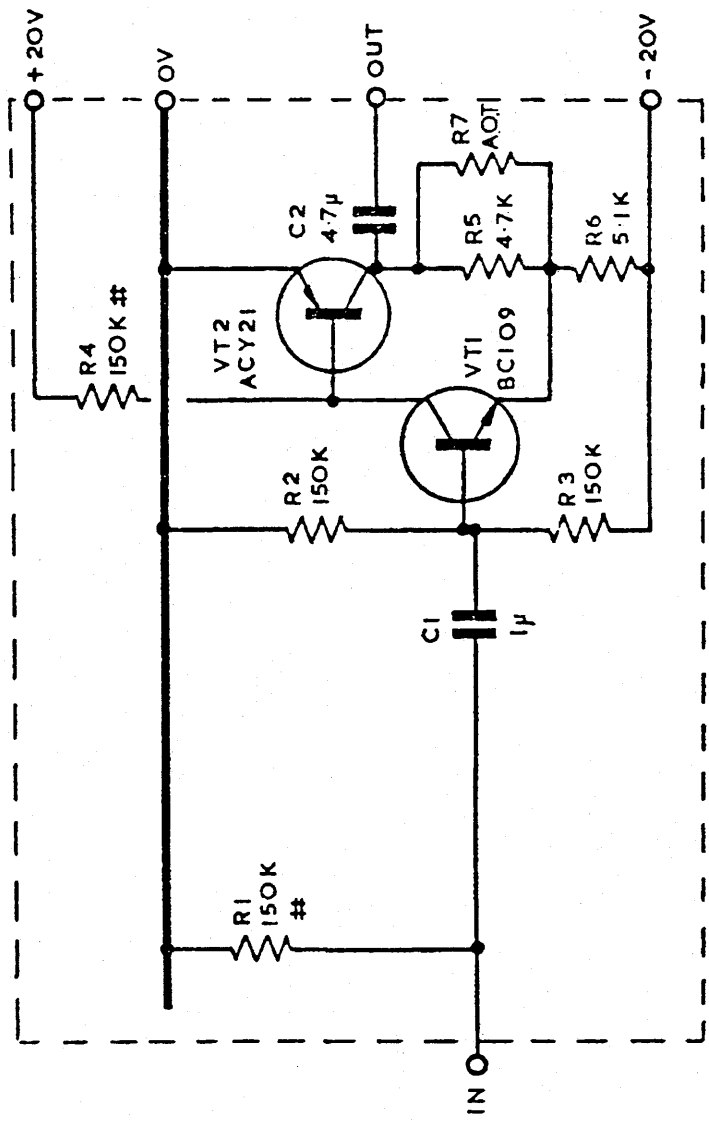 +20V
R4
150K #
0V
VT2
ACY21
R1
150K
#
R2
150K
C2
4·7μ
OUT
C1
1μ
IN
VT1
BC109
R7
A.O.T
R5
4·7K
R3
150K
R6
5·1K
-20V